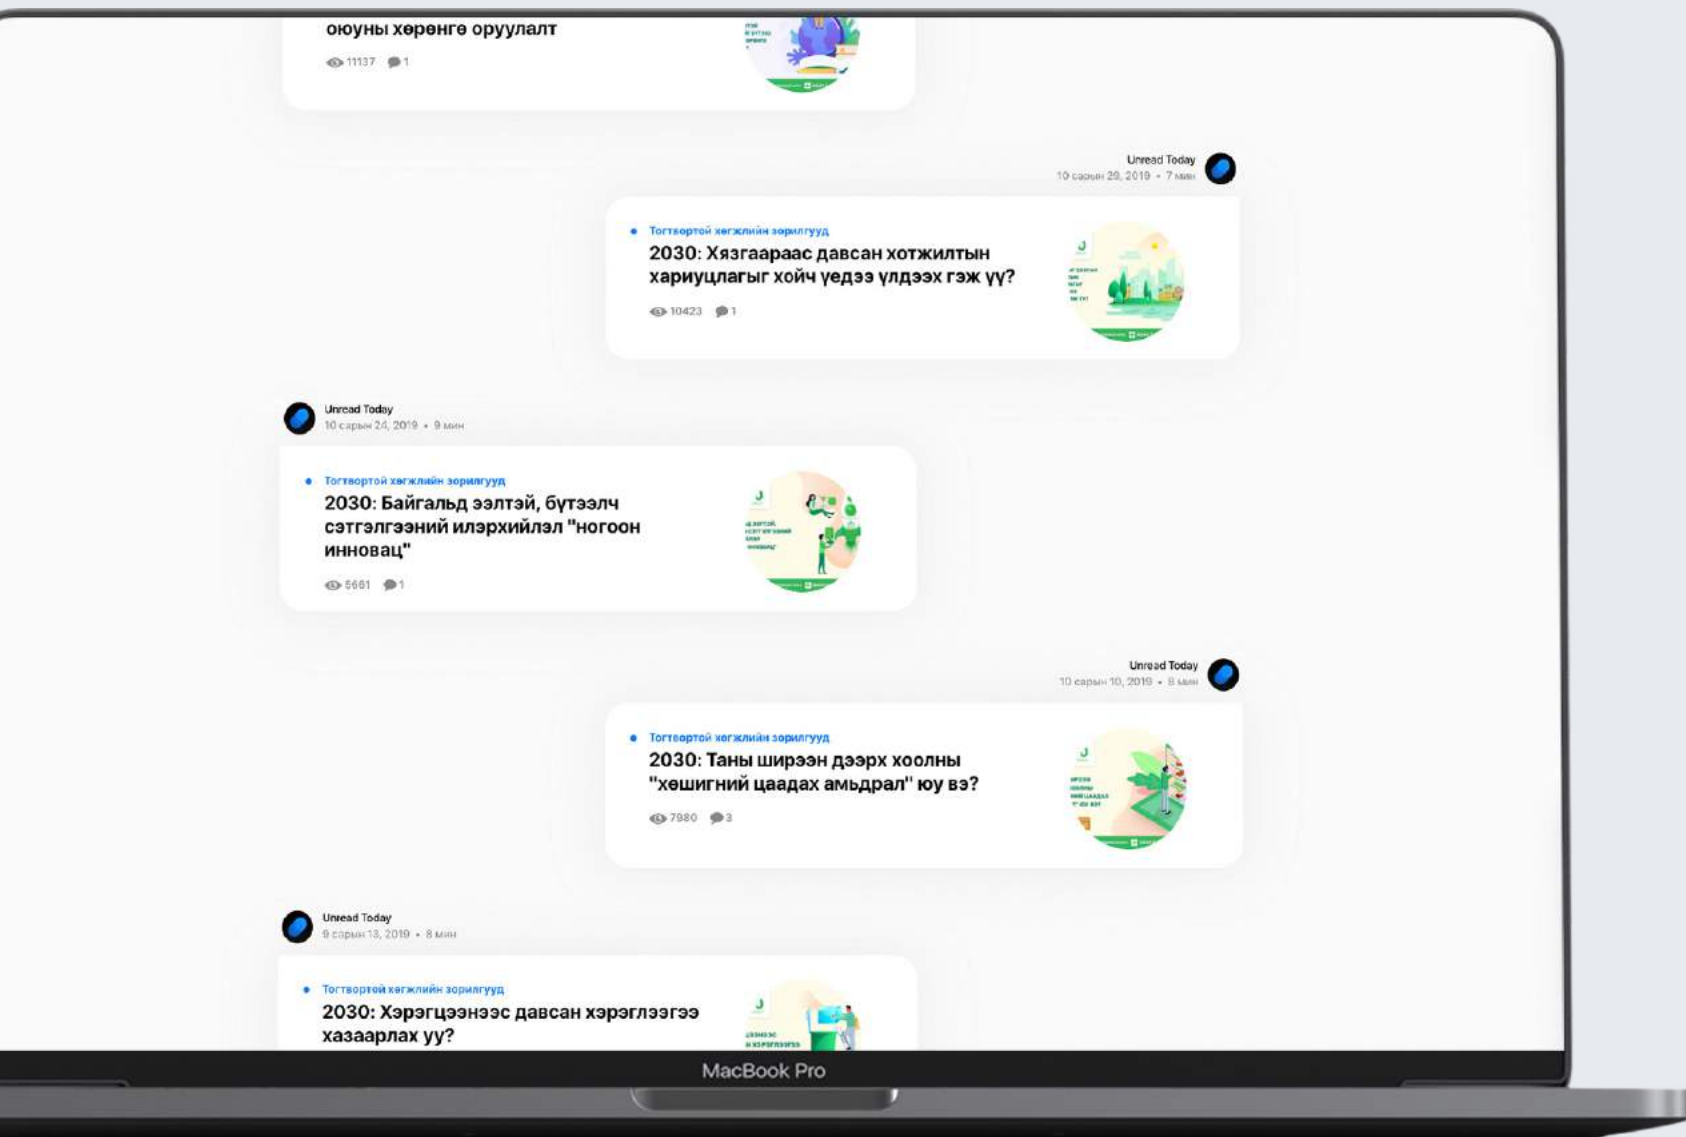 оюуны хөрөнгө оруулалт
11137 1
Unread Today
10 сарын 29, 2019 • 7 мин
Тогтвортой хөгжлийн зорилгууд
2030: Хязгаараас давсан хотжилтын
хариуцлагыг хойч үедээ үлдээх гэж үү?
10423 1
Unread Today
10 сарын 24, 2019 • 9 мин
Тогтвортой хөгжлийн зорилгууд
2030: Байгальд ээлтэй, бүтээлч
сэтгэлгээний илэрхийлэл "ногоон
инновац"
5661 1
Unread Today
10 сарын 10, 2019 • 8 мин
Тогтвортой хөгжлийн зорилгууд
2030: Таны ширээн дээрх хоолны
"хөшигний цаадах амьдрал" юу вэ?
7980 3
Unread Today
9 сарын 13, 2019 • 8 мин
Тогтвортой хөгжлийн зорилгууд
2030: Хэрэгцээнээс давсан хэрэглээгээ
хазаарлах уу?
MacBook Pro